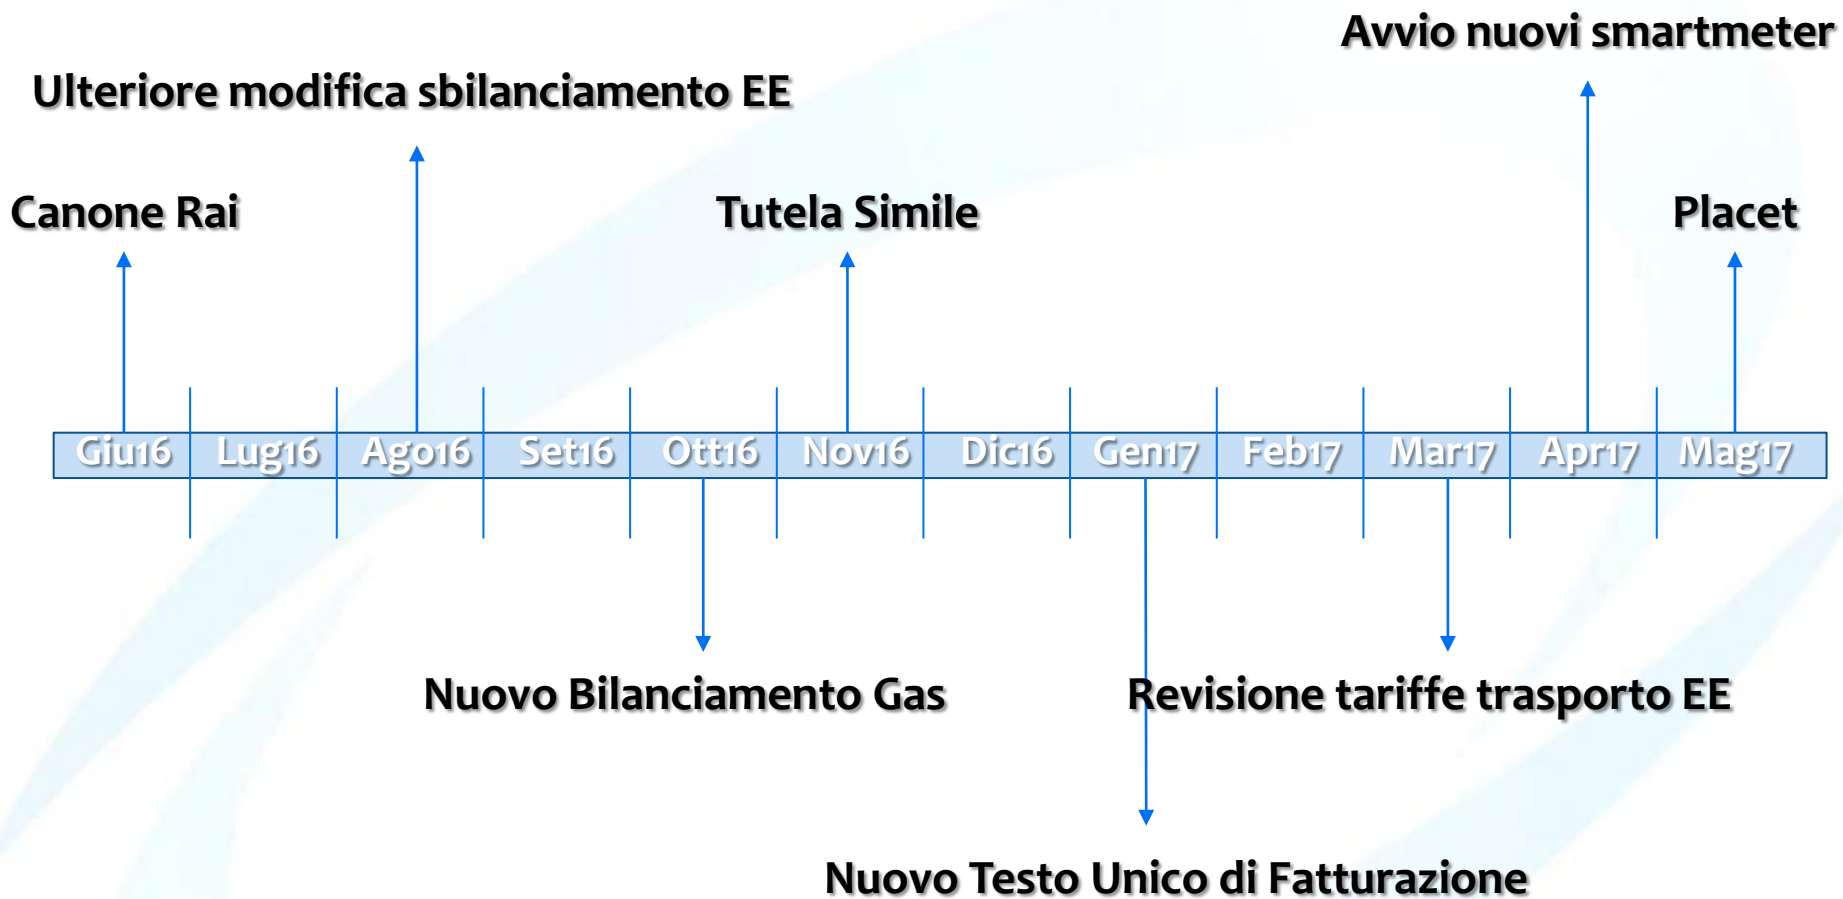 Avvio nuovi smartmeter
Ulteriore modifica sbilanciamento EE
Canone Rai
Tutela Simile
Placet
Giu16
Lug16
Ago16
Set16
Ott16
Nov16
Dic16
Gen17
Feb17
Mar17
Apr17
Mag17
Nuovo Bilanciamento Gas
Revisione tariffe trasporto EE
Nuovo Testo Unico di Fatturazione